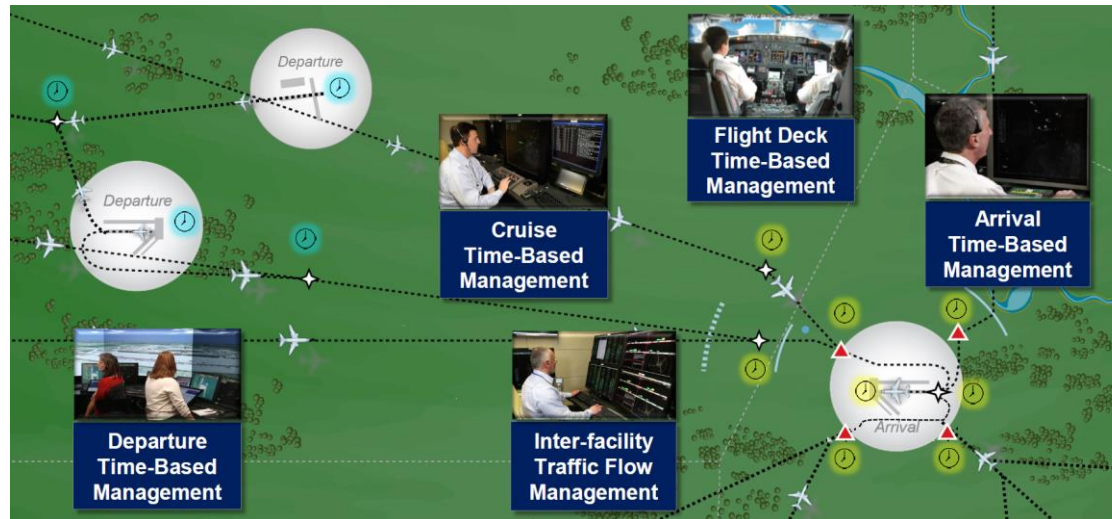 Departure
Departure
Cruise
Time-Based
Management
Flight Deck
Time-Based
Management
Arrival
Time-Based
Management
Departure
Time-Based
Management
Inter-facility
Traffic Flow
Management
Arrival